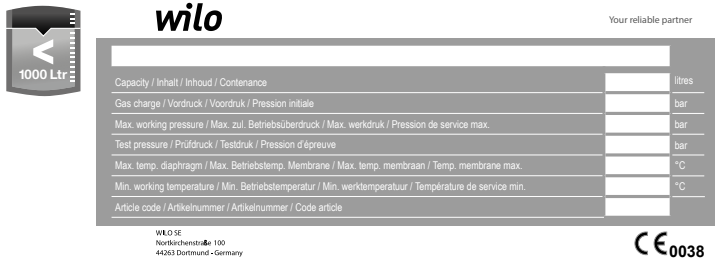 wilo
Your reliable partner
<
1000 Ltr
Capacity / Inhalt / Inhoud / Contenance litres
Gas charge / Vordruck / Voordruk / Pression initiale bar
Max. working pressure / Max. zul. Betriebsüberdruck / Max. werkdruk / Pression de service max. bar
Test pressure / Prüfdruck / Testdruk / Pression d'épreuve bar
Max. temp. diaphragm / Max. Betriebstemp. Membrane / Max. temp. membraan / Temp. membrane max. °C
Min. working temperature / Min. Betriebstemperatur / Min. werktemperatuur / Température de service min. °C
Article code / Artikelnummer / Artikelnummer / Code article
WILO SE
Nortkirchenstraße 100
44263 Dortmund - Germany
CE0038